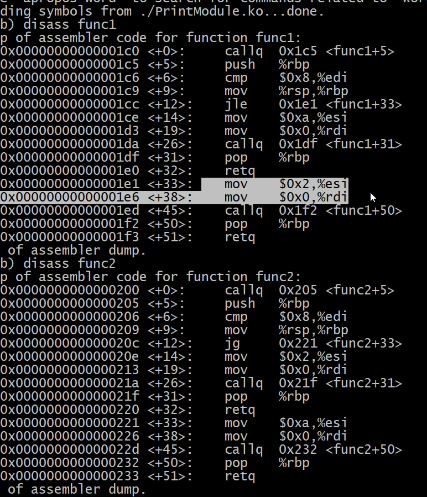 ding symbols from ./PrintModule.ko...done.
b) disass func1
p of assembler code for function func1:
0x00000000000001c0 <+0>: callq 0x1c5 <func1+5>
0x00000000000001c5 <+5>: push %rbp
0x00000000000001c6 <+6>: cmp $0x8,%edi
0x00000000000001c9 <+9>: mov %rsp,%rbp
0x00000000000001cc <+12>: jle 0x1e1 <func1+33>
0x00000000000001ce <+14>: mov $0xa,%esi
0x00000000000001d3 <+19>: mov $0x0,%rdi
0x00000000000001da <+26>: callq 0x1df <func1+31>
0x00000000000001df <+31>: pop %rbp
0x00000000000001e0 <+32>: retq
0x00000000000001e1 <+33>: mov $0x2,%esi
0x00000000000001e6 <+38>: mov $0x0,%rdi
0x00000000000001ed <+45>: callq 0x1f2 <func1+50>
0x00000000000001f2 <+50>: pop %rbp
0x00000000000001f3 <+51>: retq
of assembler dump.
b) disass func2
p of assembler code for function func2:
0x0000000000000200 <+0>: callq 0x205 <func2+5>
0x0000000000000205 <+5>: push %rbp
0x0000000000000206 <+6>: cmp $0x8,%edi
0x0000000000000209 <+9>: mov %rsp,%rbp
0x000000000000020c <+12>: jg 0x221 <func2+33>
0x000000000000020e <+14>: mov $0x2,%esi
0x0000000000000213 <+19>: mov $0x0,%rdi
0x000000000000021a <+26>: callq 0x21f <func2+31>
0x000000000000021f <+31>: pop %rbp
0x0000000000000220 <+32>: retq
0x0000000000000221 <+33>: mov $0xa,%esi
0x0000000000000226 <+38>: mov $0x0,%rdi
0x000000000000022d <+45>: callq 0x232 <func2+50>
0x0000000000000232 <+50>: pop %rbp
0x0000000000000233 <+51>: retq
of assembler dump.